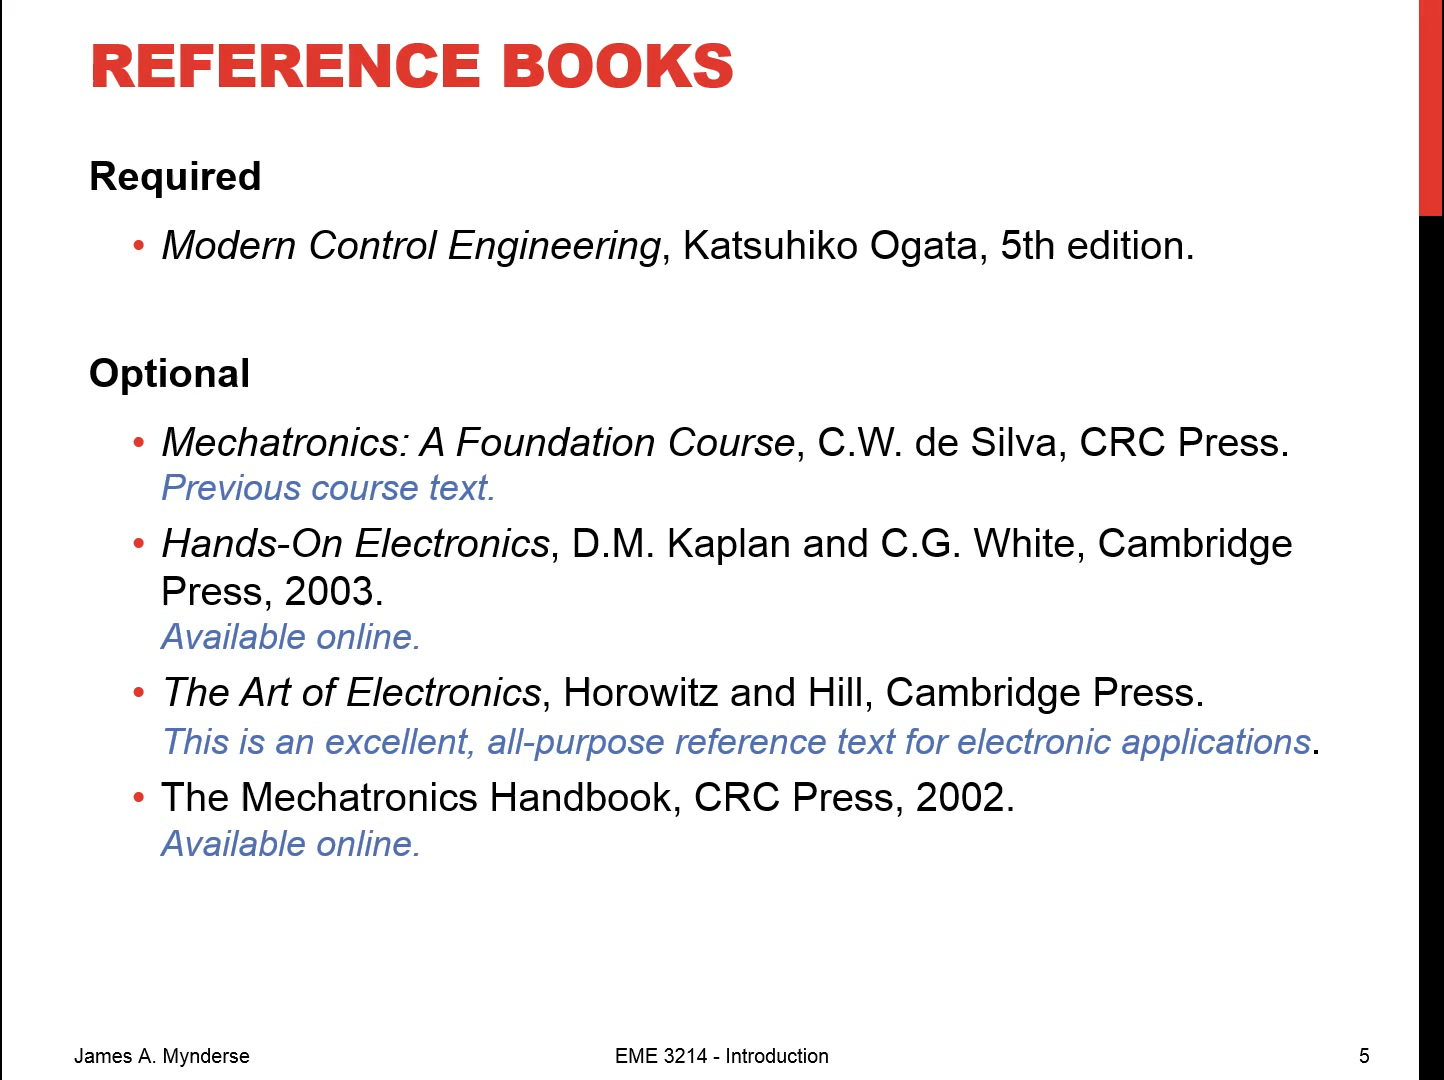 REFERENCE BOOKS
Required
• Modern Control Engineering, Katsuhiko Ogata, 5th edition.
Optional
• Mechatronics: A Foundation Course, C.W. de Silva, CRC Press.
Previous course text.
• Hands-On Electronics, D.M. Kaplan and C.G. White, Cambridge
Press, 2003.
Available online.
• The Art of Electronics, Horowitz and Hill, Cambridge Press.
This is an excellent, all-purpose reference text for electronic applications.
• The Mechatronics Handbook, CRC Press, 2002.
Available online.
James A. Mynderse
EME 3214 - Introduction
5